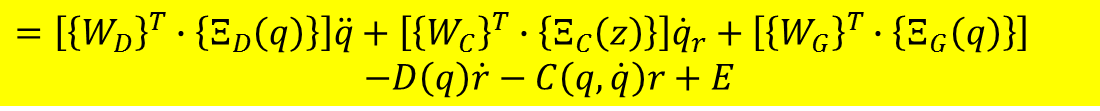 = [{W_D}^T · {Ξ_D(q)}]q̈ + [{W_C}^T · {Ξ_C(z)}]q̇_r + [{W_G}^T · {Ξ_G(q)}]
−D(q)ṙ − C(q, q̇)r + E